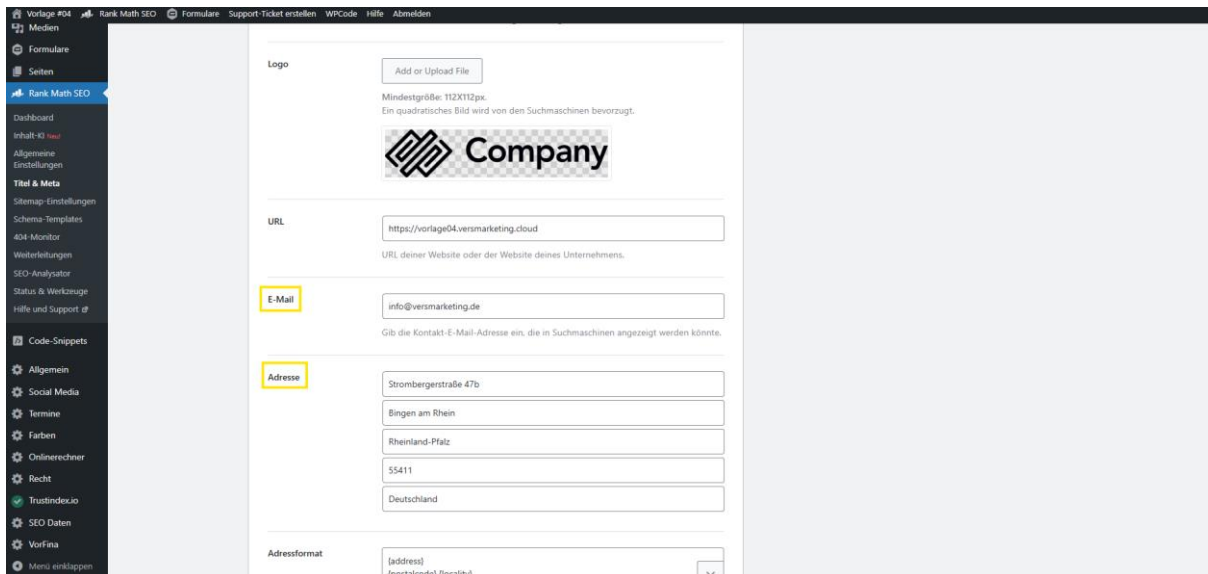 Vorlage #04 Rank Math SEO Formulare Support-Ticket erstellen WPCode Hilfe Abmelden
Medien
Formulare
Seiten
Rank Math SEO
Dashboard
Inhalt-KI Neu!
Allgemeine
Einstellungen
Titel & Meta
Sitemap-Einstellungen
Schema-Templates
404-Monitor
Weiterleitungen
SEO-Analysator
Status & Werkzeuge
Hilfe und Support
Code-Snippets
Allgemein
Social Media
Termine
Farben
Onlinerechner
Recht
Trustindex.io
SEO Daten
VorFina
Menü einklappen
Logo
Add or Upload File
Mindestgröße: 112X112px.
Ein quadratisches Bild wird von den Suchmaschinen bevorzugt.
Company
URL
https://vorlage04.versmarketing.cloud
URL deiner Website oder der Website deines Unternehmens.
E-Mail
info@versmarketing.de
Gib die Kontakt-E-Mail-Adresse ein, die in Suchmaschinen angezeigt werden könnte.
Adresse
Strombergerstraße 47b
Bingen am Rhein
Rheinland-Pfalz
55411
Deutschland
Adressformat
{address}